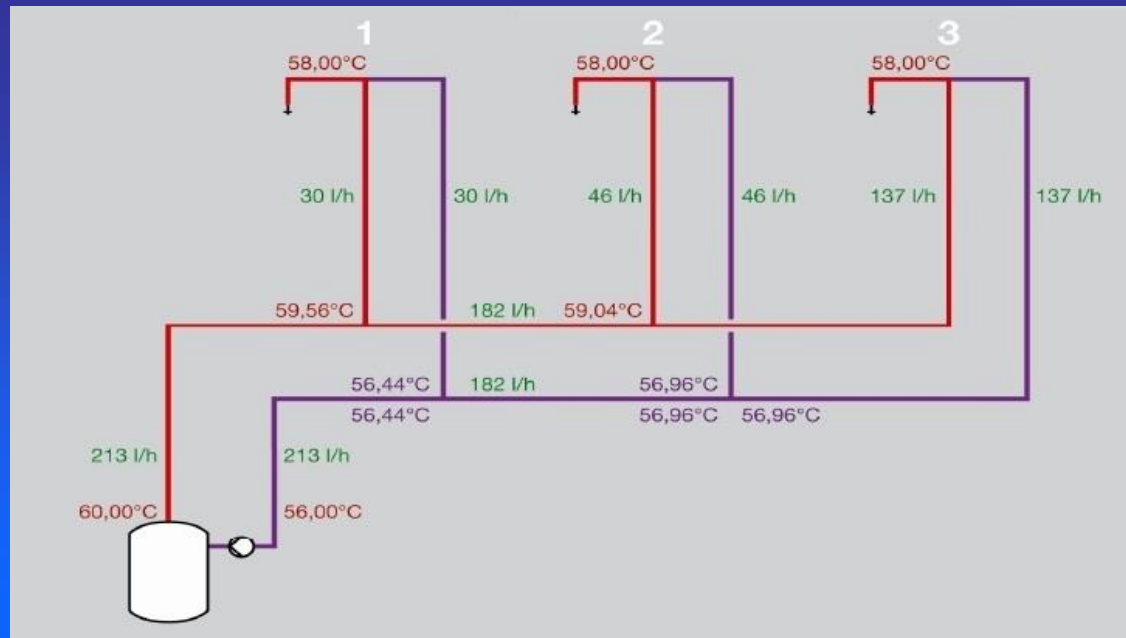 1 2 3
58,00°C 58,00°C 58,00°C
30 l/h 30 l/h 46 l/h 46 l/h 137 l/h 137 l/h
59,56°C 182 l/h 59,04°C
56,44°C 182 l/h 56,96°C
56,44°C 56,96°C 56,96°C
213 l/h 213 l/h
60,00°C 56,00°C